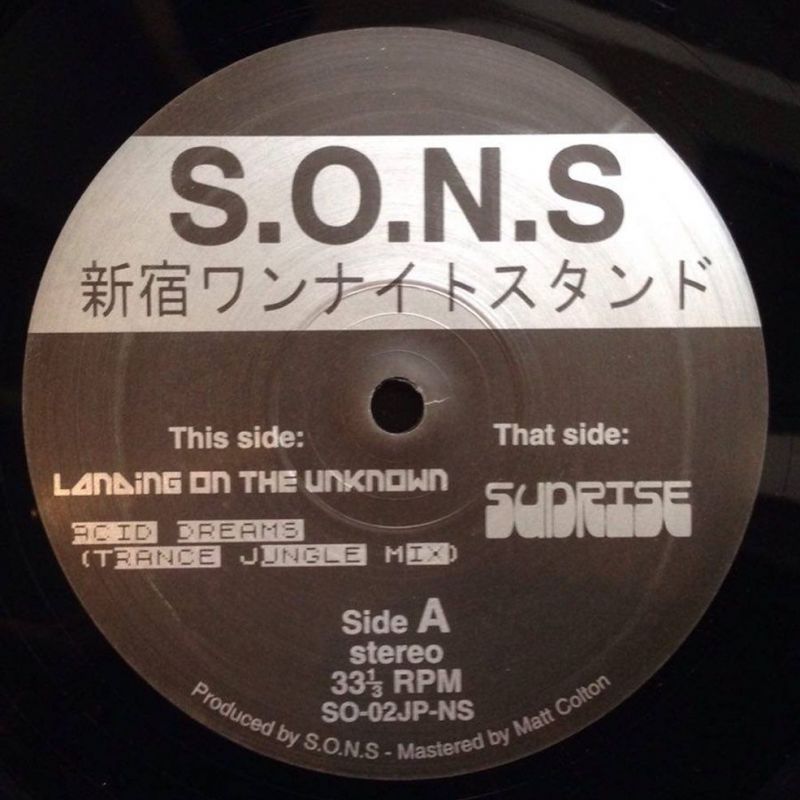 S.O.N.S
新宿ワンナイトスタンド
This side:
LANDING ON THE UNKNOWN
ACID DREAMS
(TRANCE JUNGLE MIX)
That side:
SUNRISE
Side A
stereo
33⅓ RPM
SO-02JP-NS
Produced by S.O.N.S - Mastered by Matt Colton